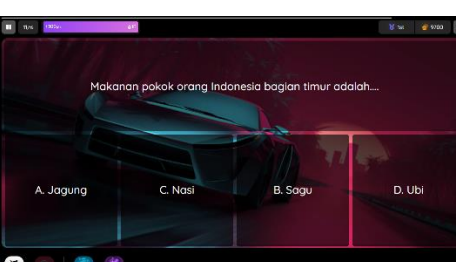 Makanan pokok orang Indonesia bagian timur adalah....
A. Jagung
C. Nasi
B. Sagu
D. Ubi